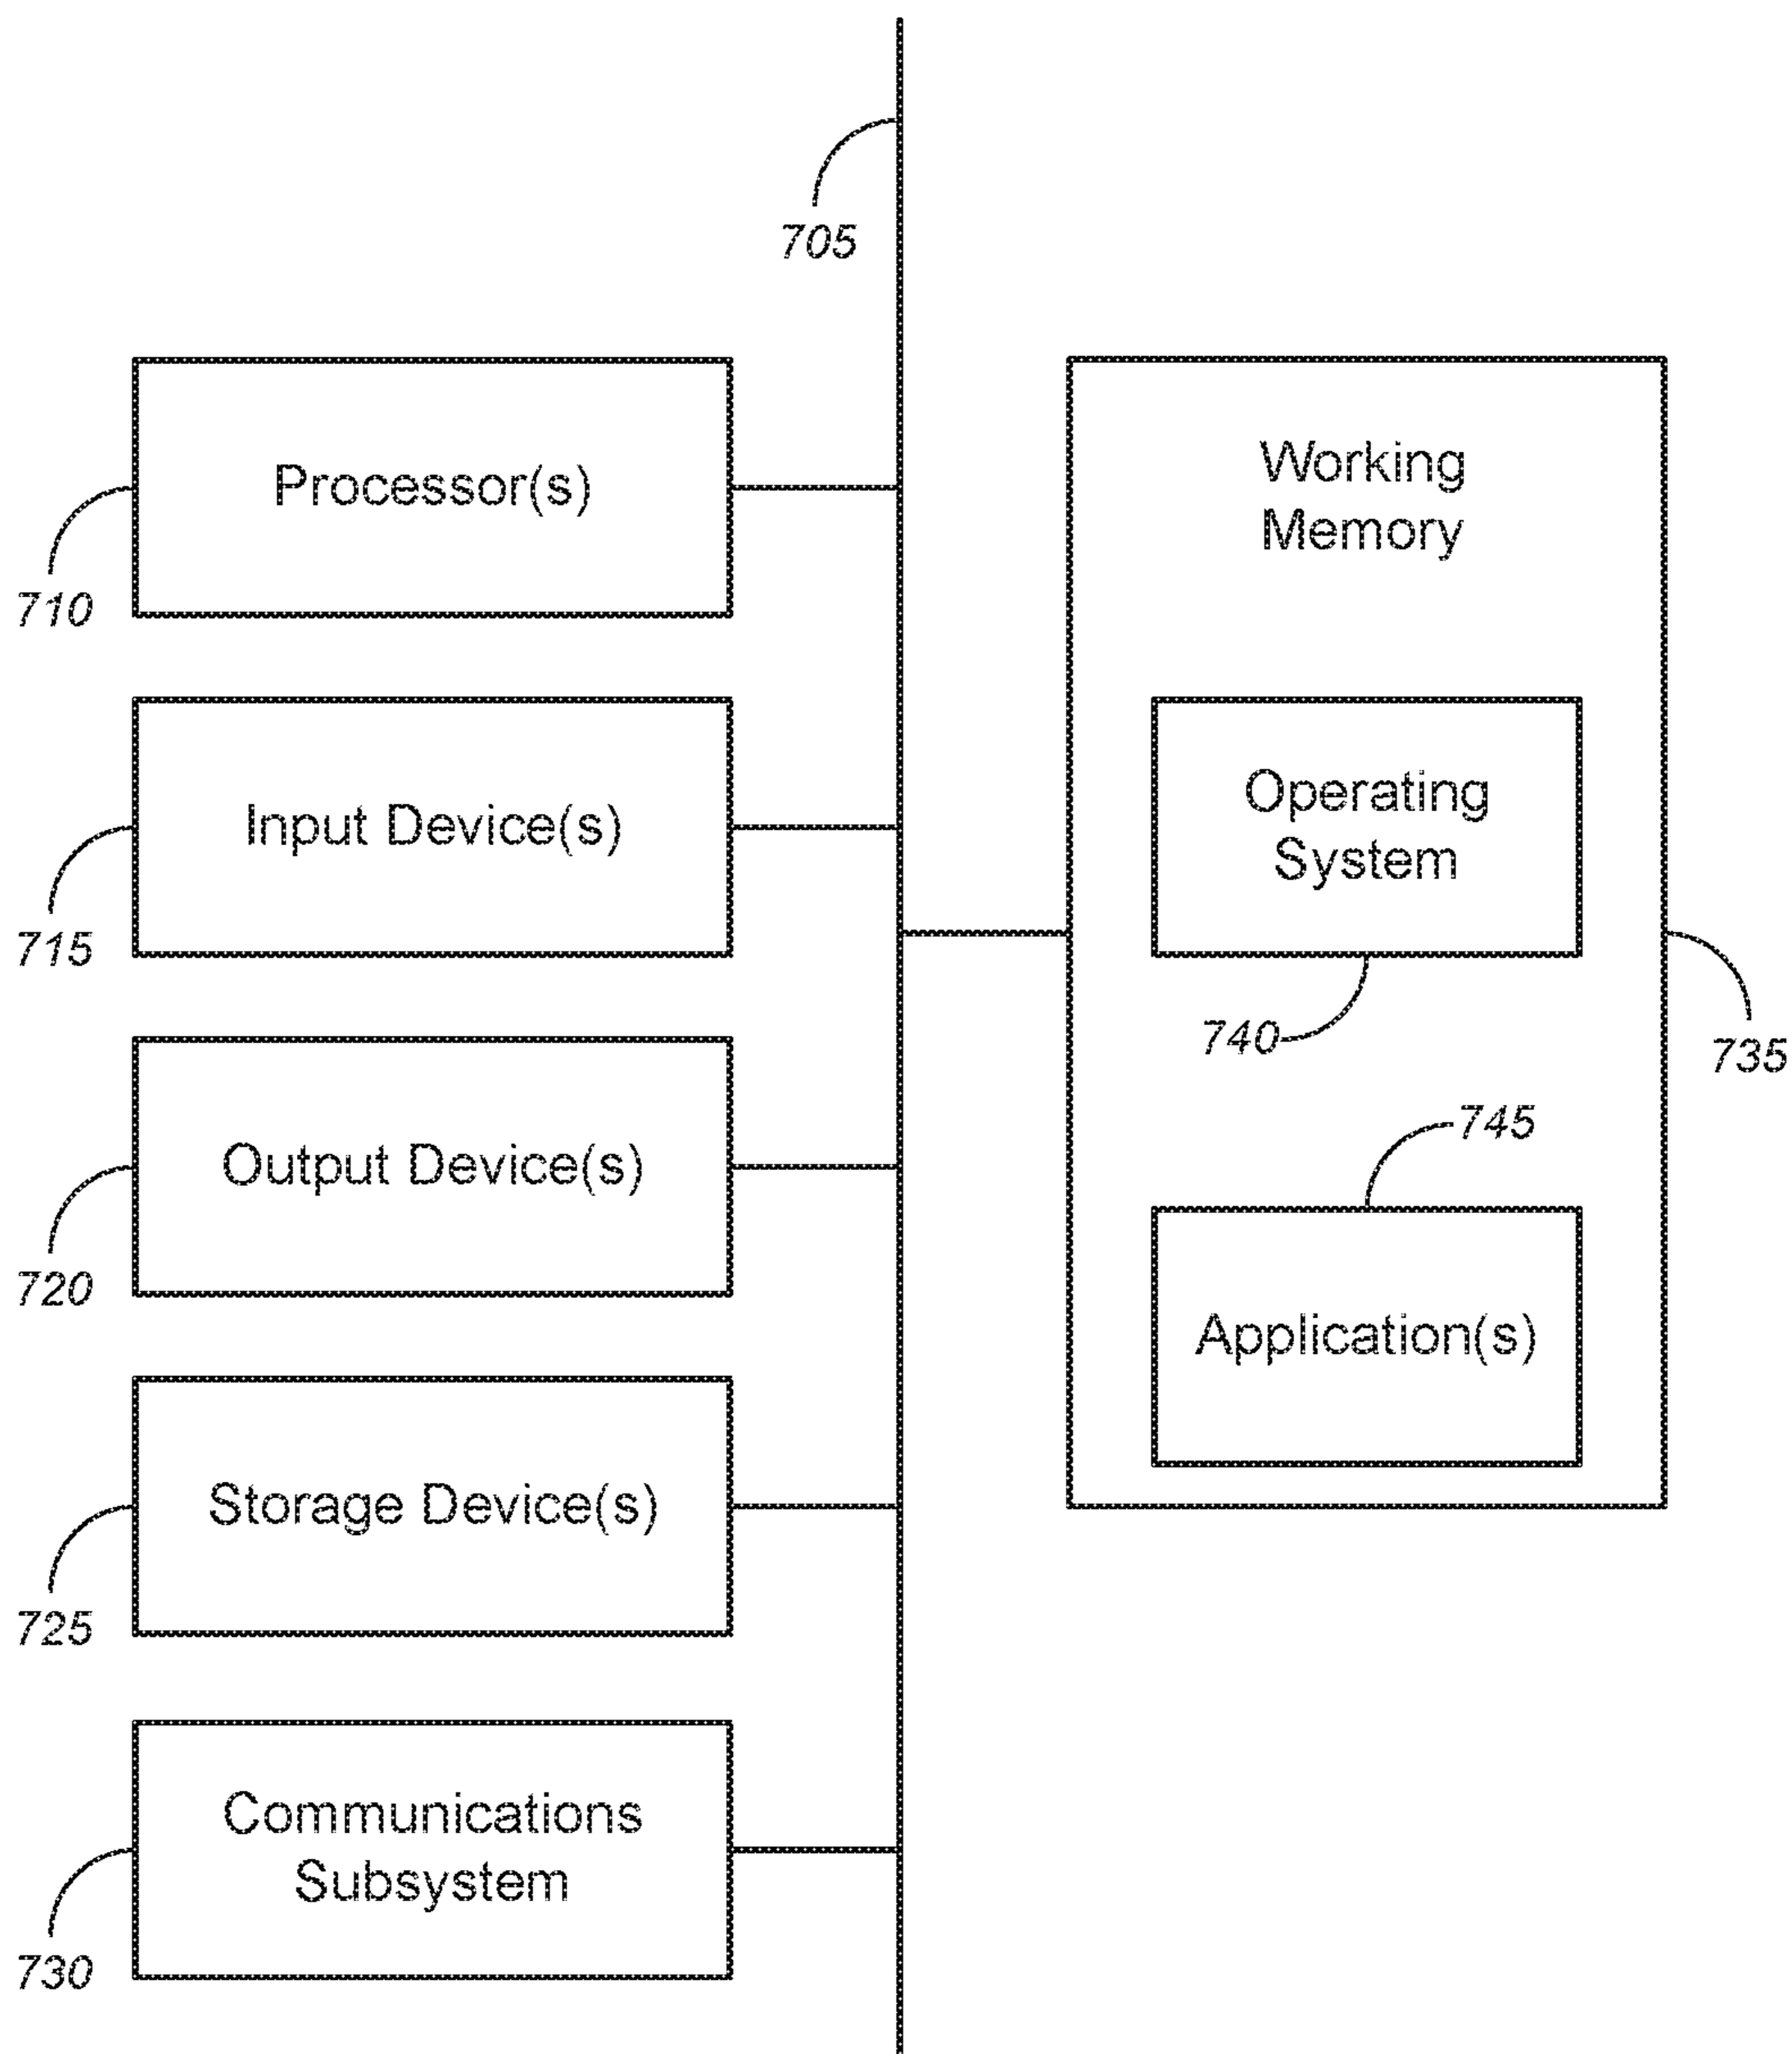 705
Processor(s)
710
Input Device(s)
715
Output Device(s)
720
Storage Device(s)
725
Communications
Subsystem
730
Working
Memory
Operating
System
740
735
745
Application(s)